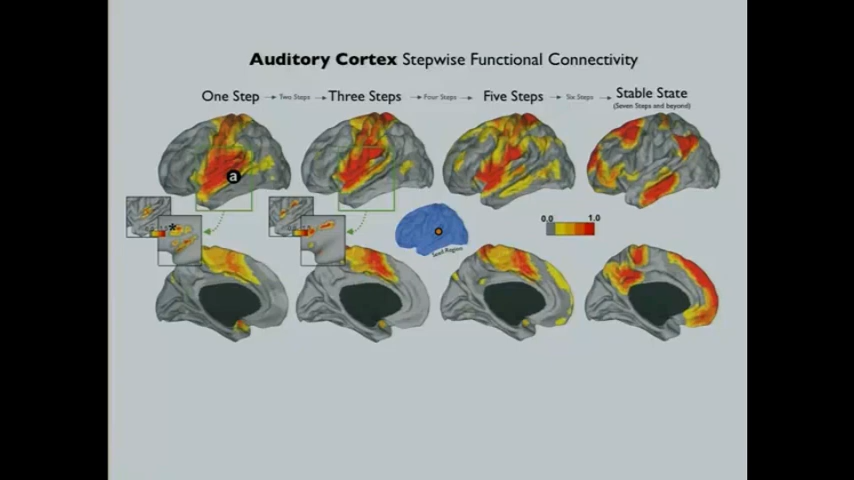 Auditory Cortex Stepwise Functional Connectivity
One Step → Two Steps → Three Steps → Four Steps → Five Steps → Six Steps → Stable State
(Seven Steps and beyond)
a
*
0.0 1.0
Seed Region